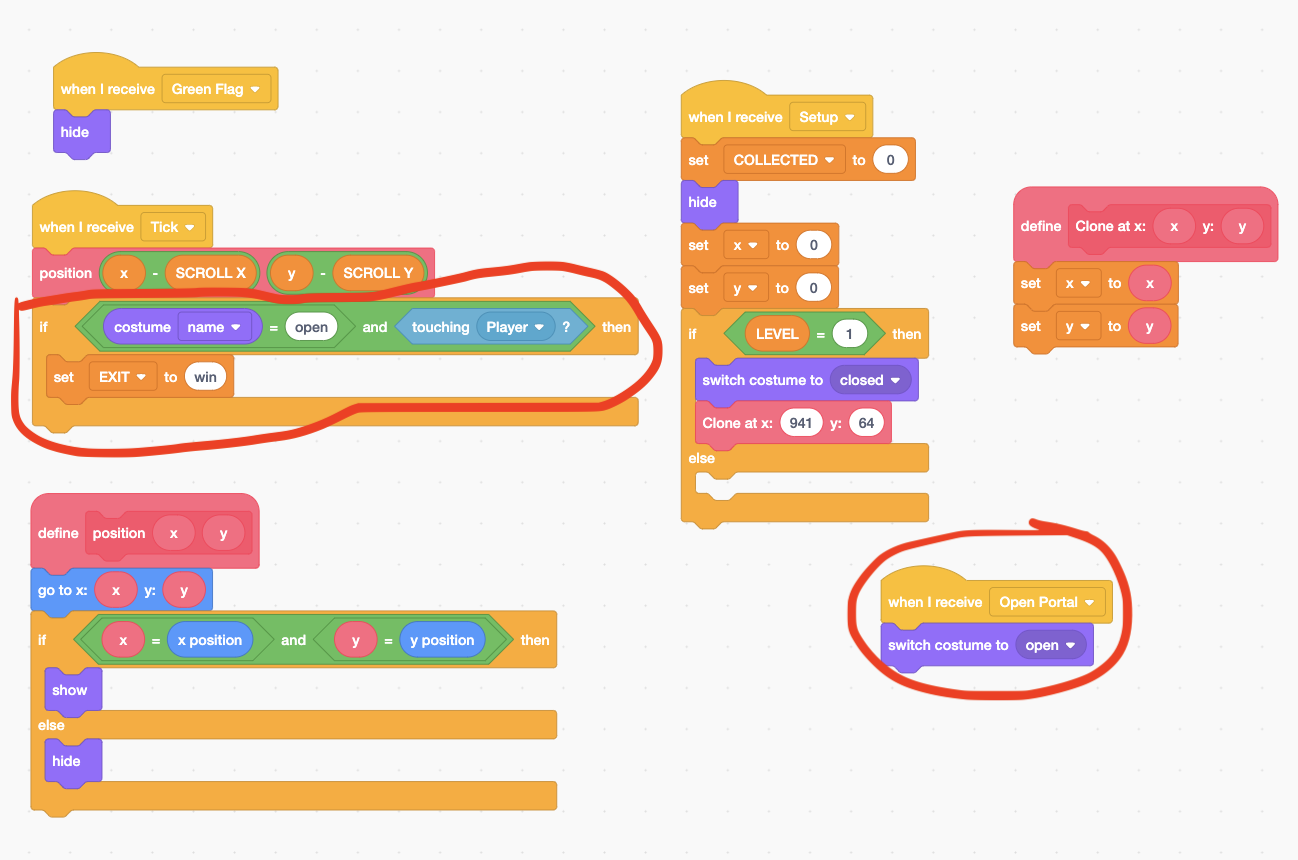 when I receive Green Flag
hide
when I receive Tick
position x - SCROLL X y - SCROLL Y
if costume name = open and touching Player ? then
set EXIT to win
define position x y
go to x: x y: y
if x = x position and y = y position then
show
else
hide
when I receive Setup
set COLLECTED to 0
hide
set x to 0
set y to 0
if LEVEL = 1 then
switch costume to closed
Clone at x: 941 y: 64
else
define Clone at x: x y: y
set x to x
set y to y
when I receive Open Portal
switch costume to open